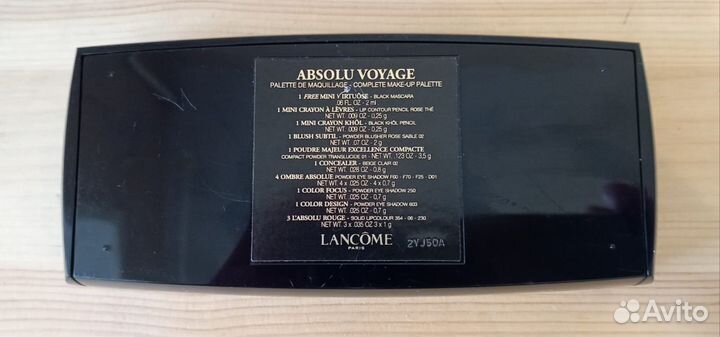 ABSOLU VOYAGE
PALETTE DE MAQUILLAGE - COMPLETE MAKE-UP PALETTE
1 FREE MINI VIRTUÔSE - BLACK MASCARA
.06 FL. OZ - 2 ml
1 MINI CRAYON À LÈVRES - LIP CONTOUR PENCIL ROSE THÉ
NET WT. .009 OZ - 0,25 g
1 MINI CRAYON KHÔL - BLACK KHÔL PENCIL
NET WT. .009 OZ - 0,25 g
1 BLUSH SUBTIL - POWDER BLUSHER ROSE SABLE 02
NET WT. .07 OZ - 2 g
1 POUDRE MAJEUR EXCELLENCE COMPACTE
COMPACT POWDER TRANSLUCIDE 01 - NET WT. .123 OZ - 3,5 g
1 CONCEALER - BEIGE CLAIR 02
NET WT. .028 OZ - 0,8 g
4 OMBRE ABSOLUE - POWDER EYE SHADOW F60 - F70 - F25 - D01
NET WT. 4 x .025 OZ - 4 x 0,7 g
1 COLOR FOCUS - POWDER EYE SHADOW 250
NET WT. .025 OZ - 0,7 g
1 COLOR DESIGN - POWDER EYE SHADOW 603
NET WT. .025 OZ - 0,7 g
3 L'ABSOLU ROUGE - SOLID LIPCOLOUR 354 - 06 - 230
NET WT. 3 x .035 OZ 3 x 1 g
LANCÔME
PARIS
2YJ50A
Avito